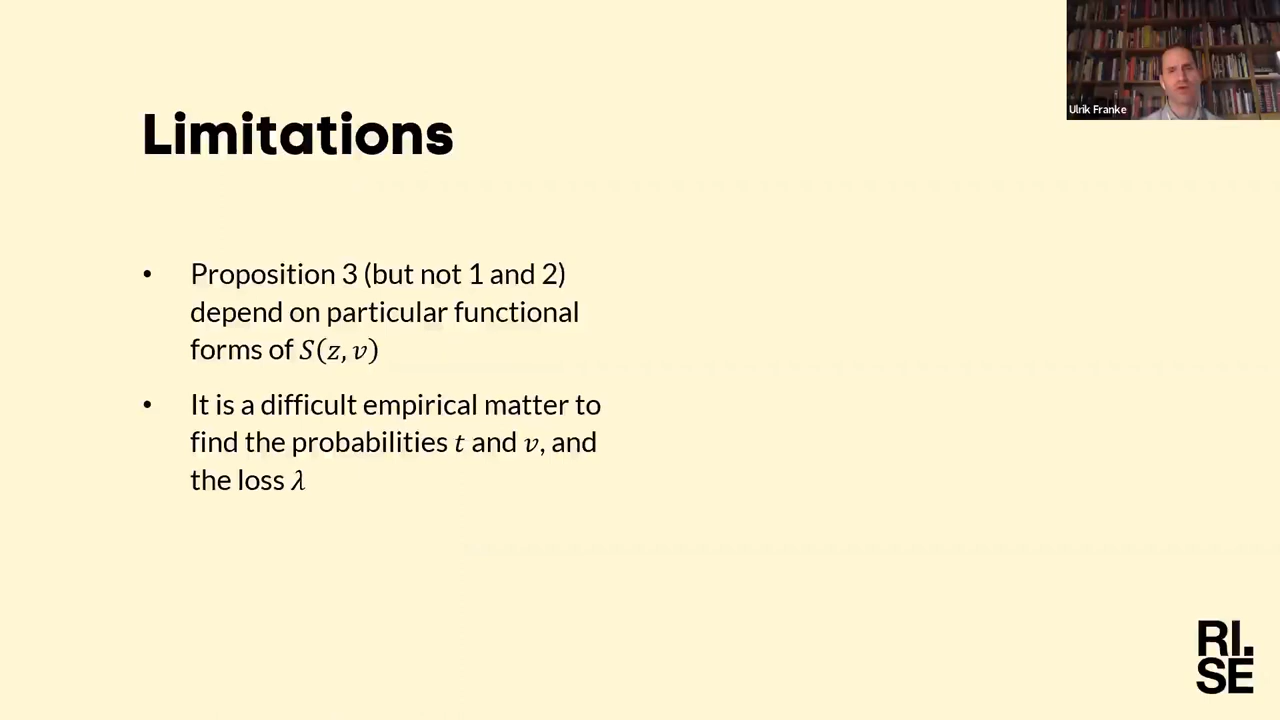 Ulrik Franke
Limitations
• Proposition 3 (but not 1 and 2)
depend on particular functional
forms of S(z, v)
• It is a difficult empirical matter to
find the probabilities t and v, and
the loss λ
RI.
SE